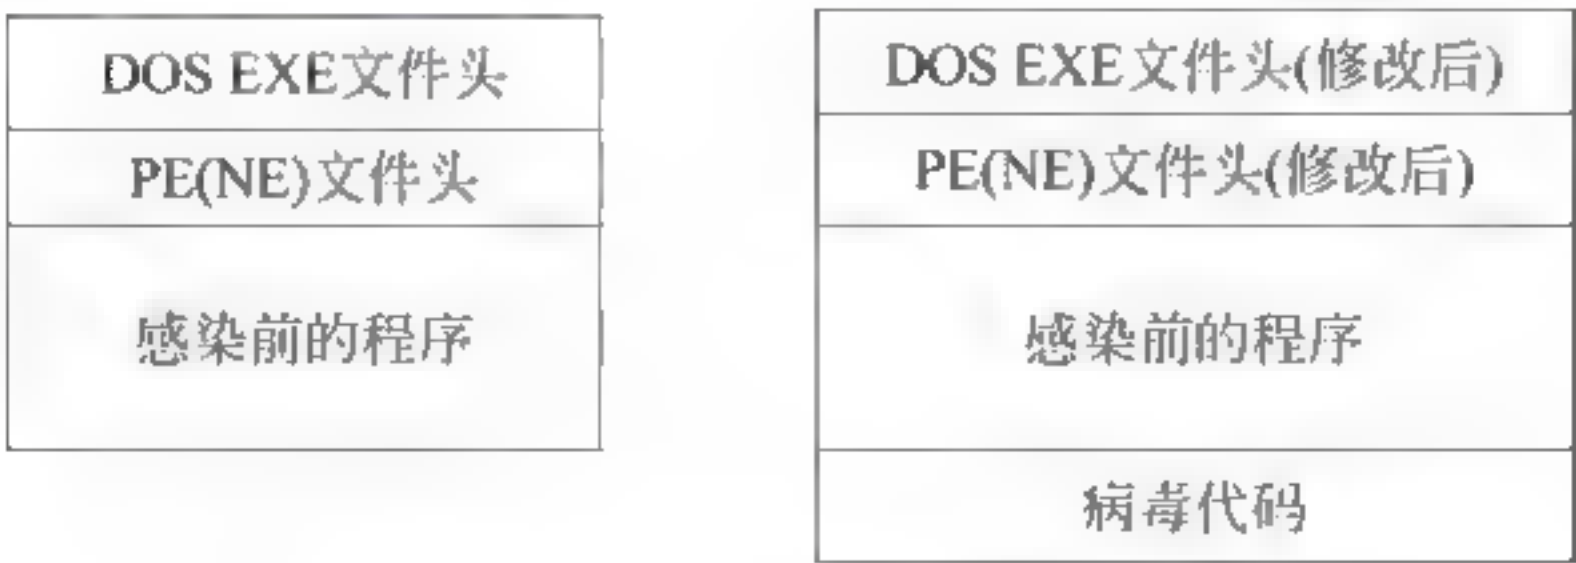 DOS EXE文件头
PE(NE)文件头
感染前的程序
DOS EXE文件头(修改后)
PE(NE)文件头(修改后)
感染前的程序
病毒代码